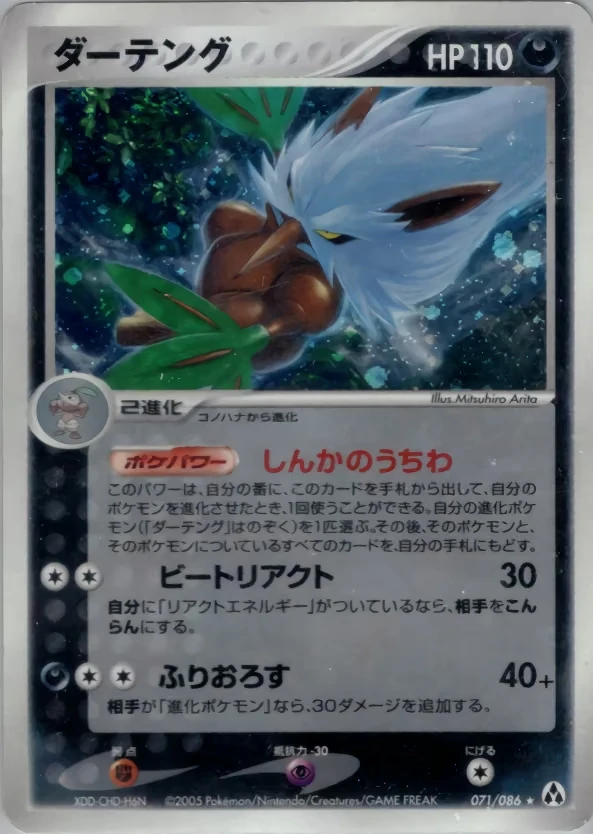 ダーテング HP110
Illus.Mitsuhiro Arita
2進化
コノハナから進化
ポケパワー しんかのうちわ
このパワーは、自分の番に、このカードを手札から出して、自分の
ポケモンを進化させたとき、1回使うことができる。自分の進化ポケ
モン(「ダーテング」はのぞく)を1匹選ぶ。その後、そのポケモンと、
そのポケモンについているすべてのカードを、自分の手札にもどす。
ビートリアクト 30
自分に「リアクトエネルギー」がついているなら、相手をこん
らんにする。
ふりおろす 40+
相手が「進化ポケモン」なら、30ダメージを追加する。
弱点 抵抗力-30 にげる
XDD-CHD-H6N ©2005 Pokémon/Nintendo/Creatures/GAME FREAK 071/086 ★